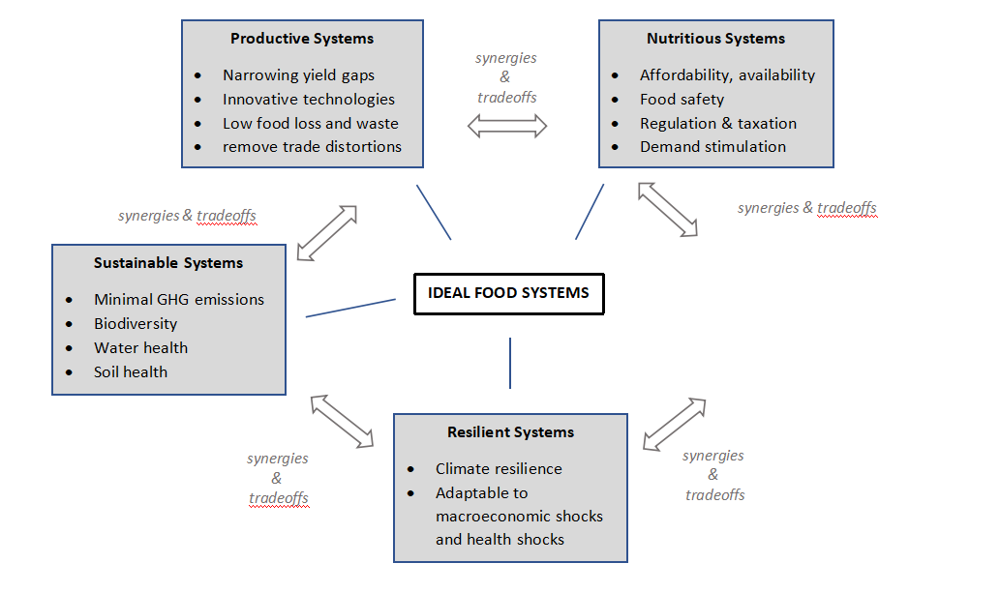 Productive Systems
• Narrowing yield gaps
• Innovative technologies
• Low food loss and waste
• remove trade distortions
synergies
&
tradeoffs
Nutritious Systems
• Affordability, availability
• Food safety
• Regulation & taxation
• Demand stimulation
synergies & tradeoffs
synergies & tradeoffs
Sustainable Systems
• Minimal GHG emissions
• Biodiversity
• Water health
• Soil health
IDEAL FOOD SYSTEMS
synergies
&
tradeoffs
Resilient Systems
• Climate resilience
• Adaptable to
macroeconomic shocks
and health shocks
synergies
&
tradeoffs